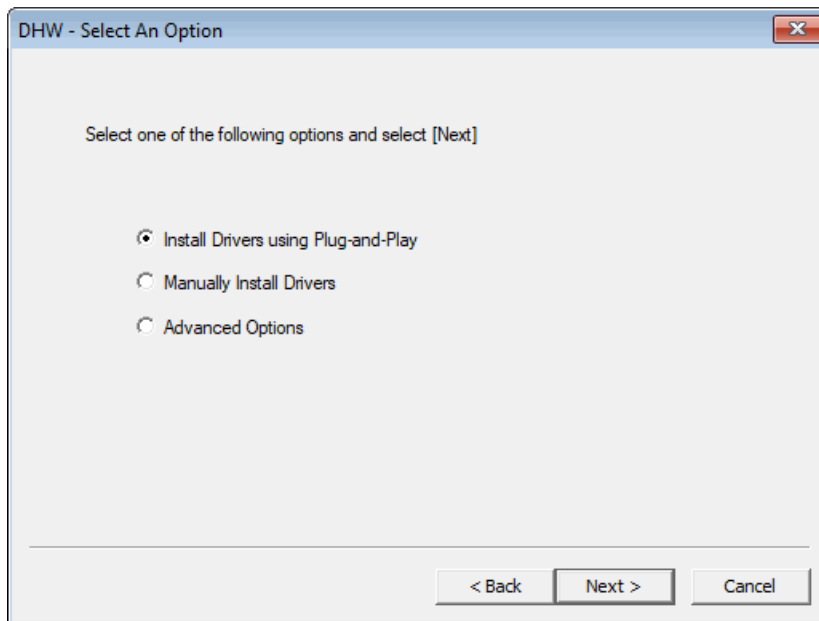 DHW - Select An Option
Select one of the following options and select [Next]
Install Drivers using Plug-and-Play
Manually Install Drivers
Advanced Options
< Back Next > Cancel